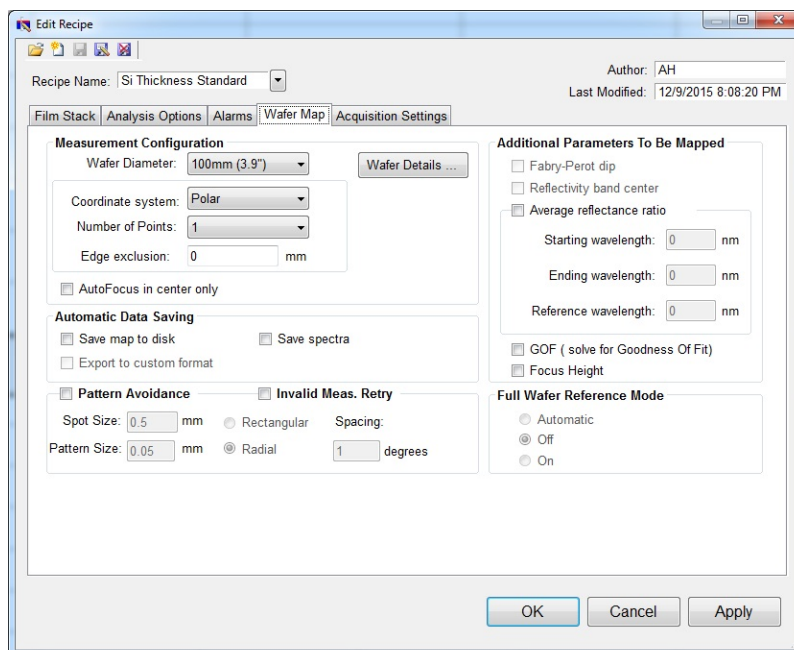 Edit Recipe
Recipe Name: Si Thickness Standard
Author: AH
Last Modified: 12/9/2015 8:08:20 PM
Film Stack Analysis Options Alarms Wafer Map Acquisition Settings
Measurement Configuration
Wafer Diameter: 100mm (3.9") Wafer Details ...
Coordinate system: Polar
Number of Points: 1
Edge exclusion: 0 mm
AutoFocus in center only
Automatic Data Saving
Save map to disk Save spectra
Export to custom format
Pattern Avoidance Invalid Meas. Retry
Spot Size: 0.5 mm Rectangular Spacing:
Pattern Size: 0.05 mm Radial 1 degrees
Additional Parameters To Be Mapped
Fabry-Perot dip
Reflectivity band center
Average reflectance ratio
Starting wavelength: 0 nm
Ending wavelength: 0 nm
Reference wavelength: 0 nm
GOF ( solve for Goodness Of Fit)
Focus Height
Full Wafer Reference Mode
Automatic
Off
On
OK Cancel Apply